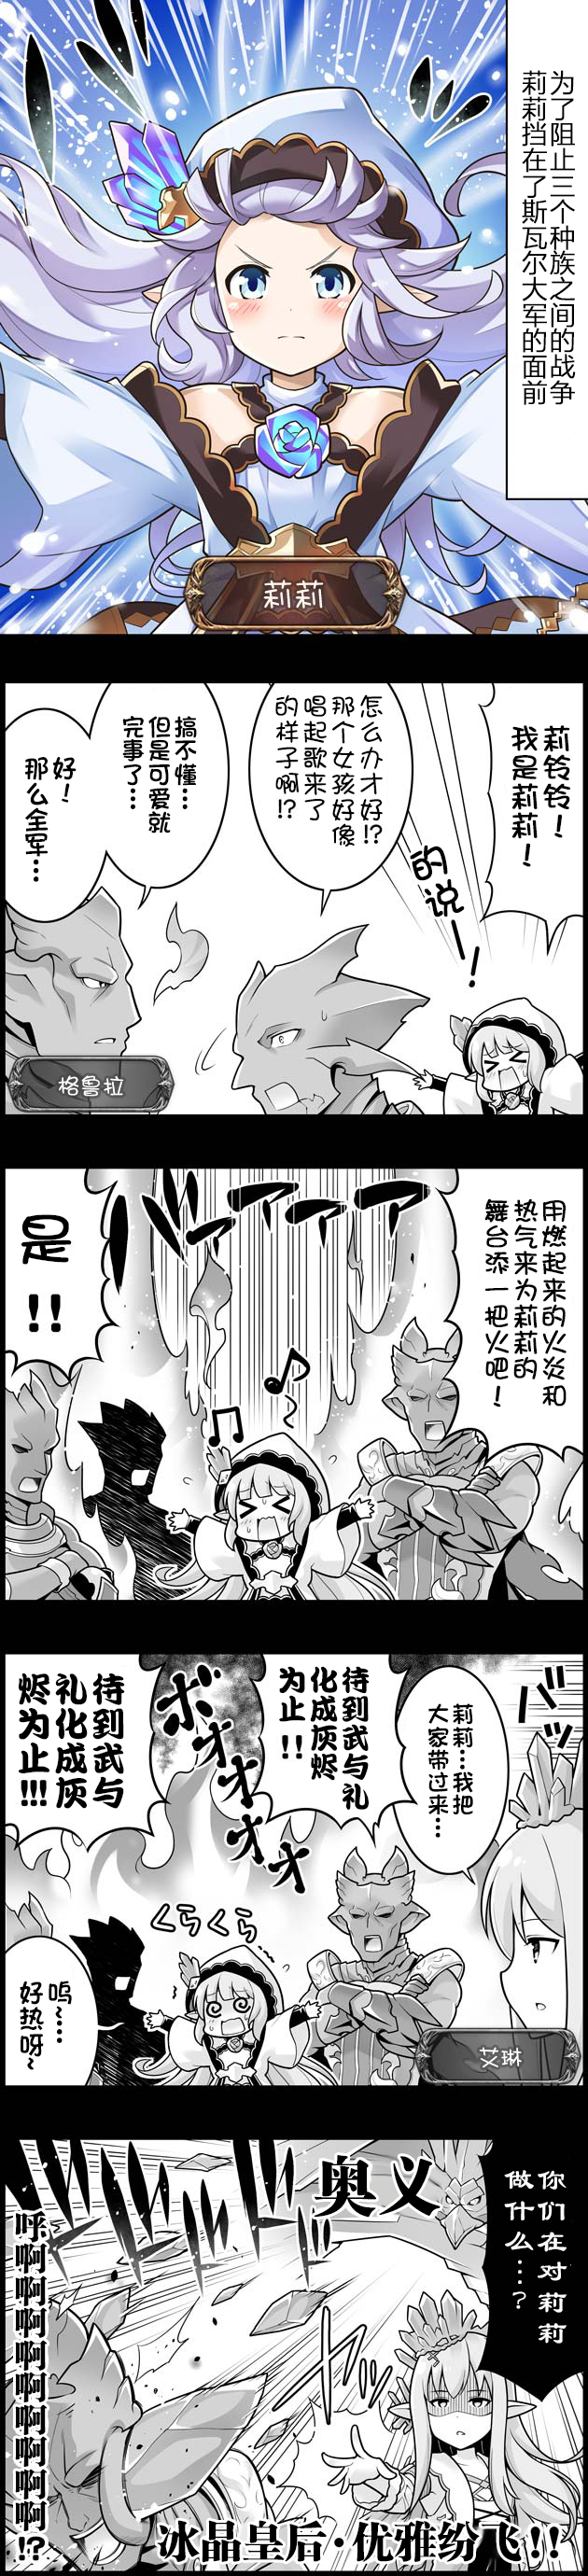 为了阻止三个种族之间的战争
莉莉挡在了斯瓦尔大军的面前
莉莉
莉铃铃！
我是莉莉！
的说ー！
怎么办才好!?
那个女孩好像
唱起歌来了
的样子啊!?
搞不懂…
但是可爱就
完事了…
好！
那么全军…
格鲁拉
用燃起来的火炎和
热气来为莉莉的
舞台添一把火吧！
ドァァァァ
是!!
バッ
莉莉…我把
大家带过来…
待到武与礼
化成灰烬
为止!!
ボオオオオオ
待到武与
礼化成灰
烬为止!!!
くらくら
呜~…
好热呀~
艾琳
你们在对莉莉
做什么…?
奥义
冰晶皇后·优雅纷飞!!
呼啊啊啊啊啊啊啊啊!?